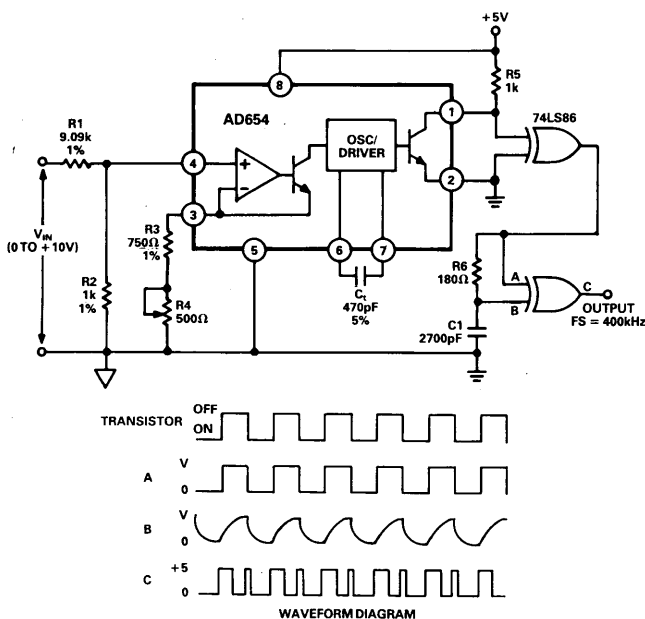 +5V
8
R5
1k
AD654
1
74LS86
R1
9.09k
1%
OSC/
DRIVER
4
+
−
2
VIN
(0 TO +10V)
3
R3
750Ω
1%
5
6
7
R6
180Ω
A
B
C
OUTPUT
FS = 400kHz
R2
1k
1%
R4
500Ω
Ct
470pF
5%
C1
2700pF
TRANSISTOR
OFF
ON
A
V
0
B
V
0
C
+5
0
WAVEFORM DIAGRAM